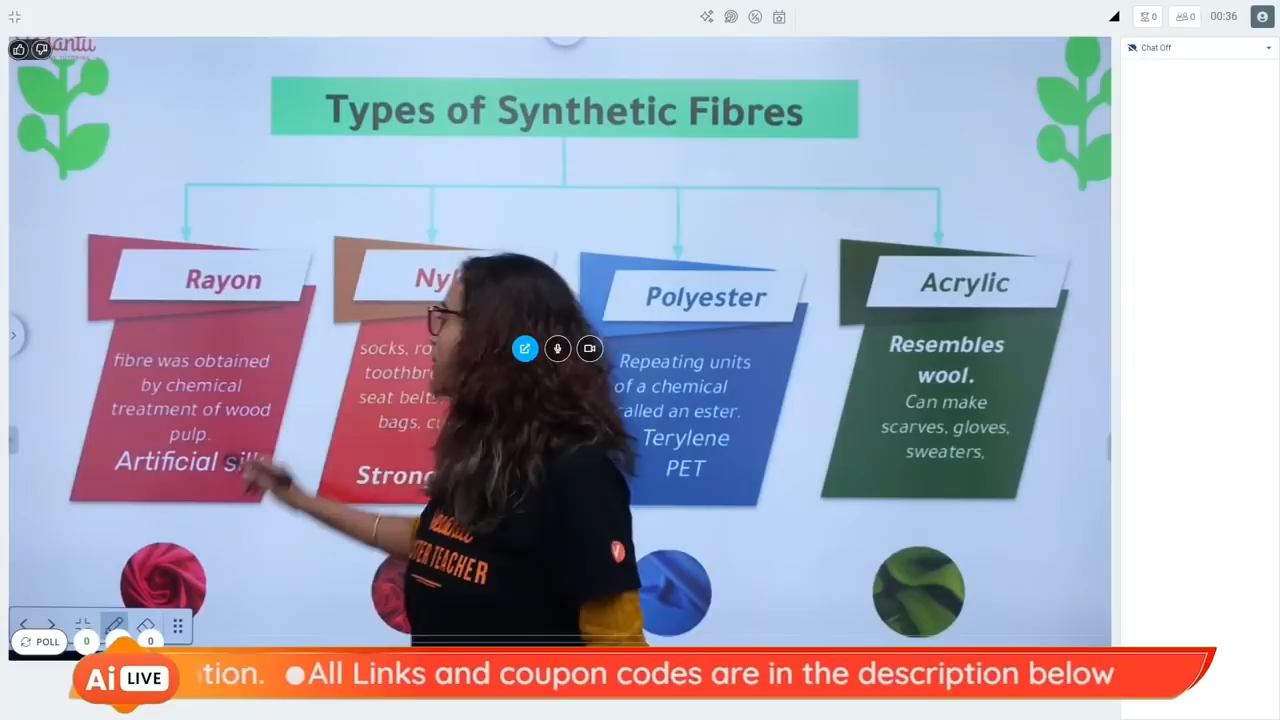 0
0
00:36
Chat Off
Types of Synthetic Fibres
Rayon
fibre was obtained
by chemical
treatment of wood
pulp.
Artificial silk
socks,
seat belts,
bags,
Strong
Polyester
Repeating units
of a chemical
called an ester.
Terylene
PET
Acrylic
Resembles
wool.
Can make
scarves, gloves,
sweaters,
TEACHER
POLL
0
0
Ai LIVE
All Links and coupon codes are in the description below